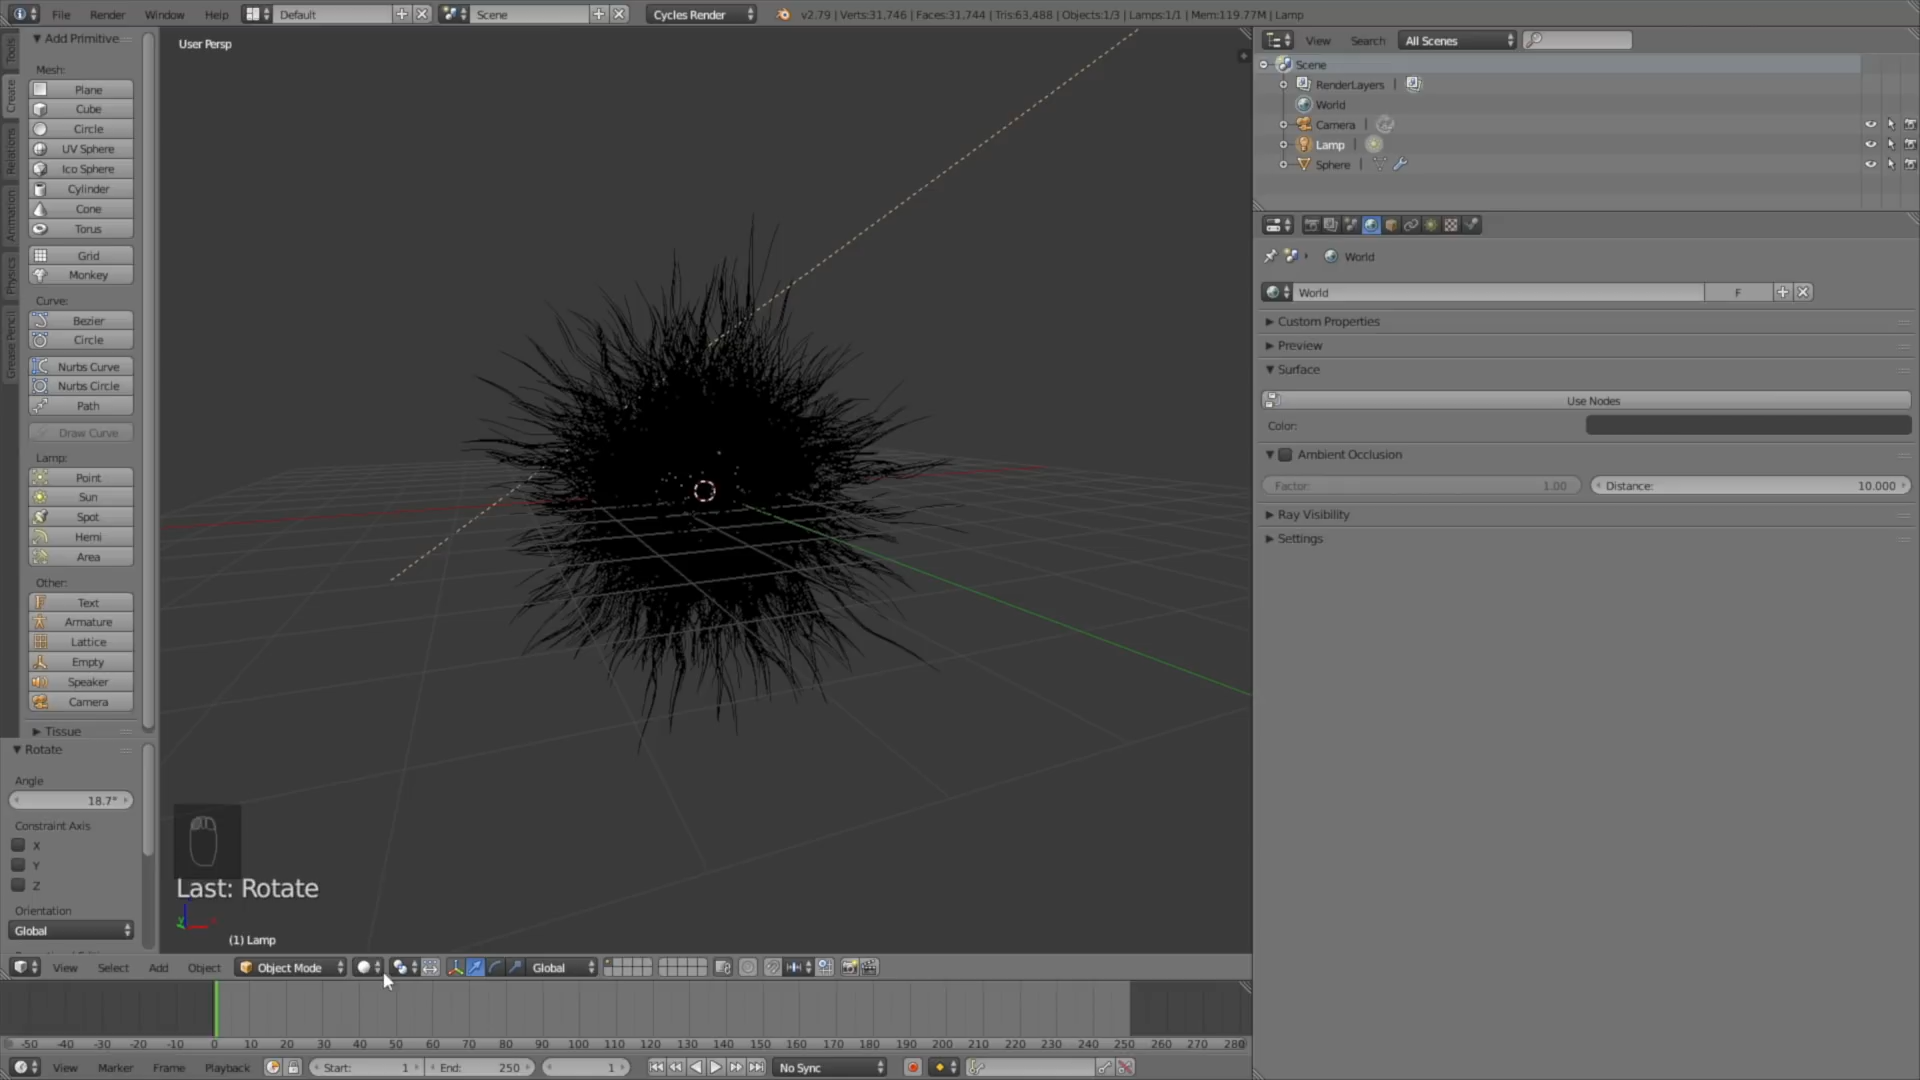 File Render Window Help Default Scene Cycles Render v2.79 | Verts:31,746 | Faces:31,744 | Tris:63,488 | Objects:1/3 | Lamps:1/1 | Mem:119.77M | Lamp
Tools
Create
Relations
Animation
Physics
Grease Pencil
Add Primitive
Mesh:
Plane
Cube
Circle
UV Sphere
Ico Sphere
Cylinder
Cone
Torus
Grid
Monkey
Curve:
Bezier
Circle
Nurbs Curve
Nurbs Circle
Path
Draw Curve
Lamp:
Point
Sun
Spot
Hemi
Area
Other:
Text
Armature
Lattice
Empty
Speaker
Camera
Tissue
Rotate
Angle
18.7°
Constraint Axis
X
Y
Z
Orientation
Global
User Persp
Last: Rotate
(1) Lamp
View Select Add Object Object Mode Global
-50 -40 -30 -20 -10 0 10 20 30 40 50 60 70 80 90 100 110 120 130 140 150 160 170 180 190 200 210 220 230 240 250 260 270 280
View Marker Frame Playback Start: 1 End: 250 1 No Sync
View Search All Scenes
Scene
RenderLayers |
World
Camera |
Lamp |
Sphere |
World
World F
Custom Properties
Preview
Surface
Use Nodes
Color:
Ambient Occlusion
Factor: 1.00 Distance: 10.000
Ray Visibility
Settings